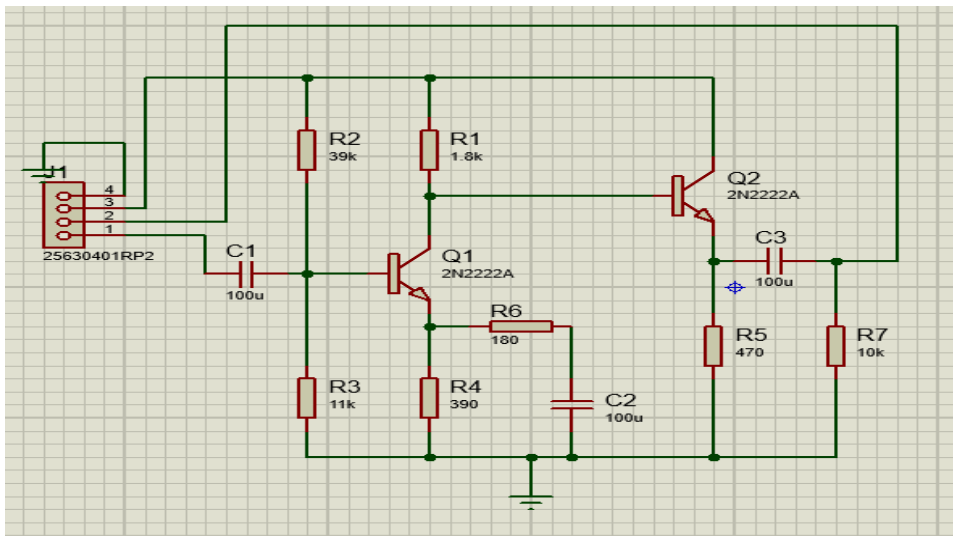 R2
39k
R1
1.8k
J1
4
3
2
1
25630401RP2
Q2
2N2222A
C1
100u
Q1
2N2222A
C3
100u
R6
180
R5
470
R7
10k
R3
11k
R4
390
C2
100u